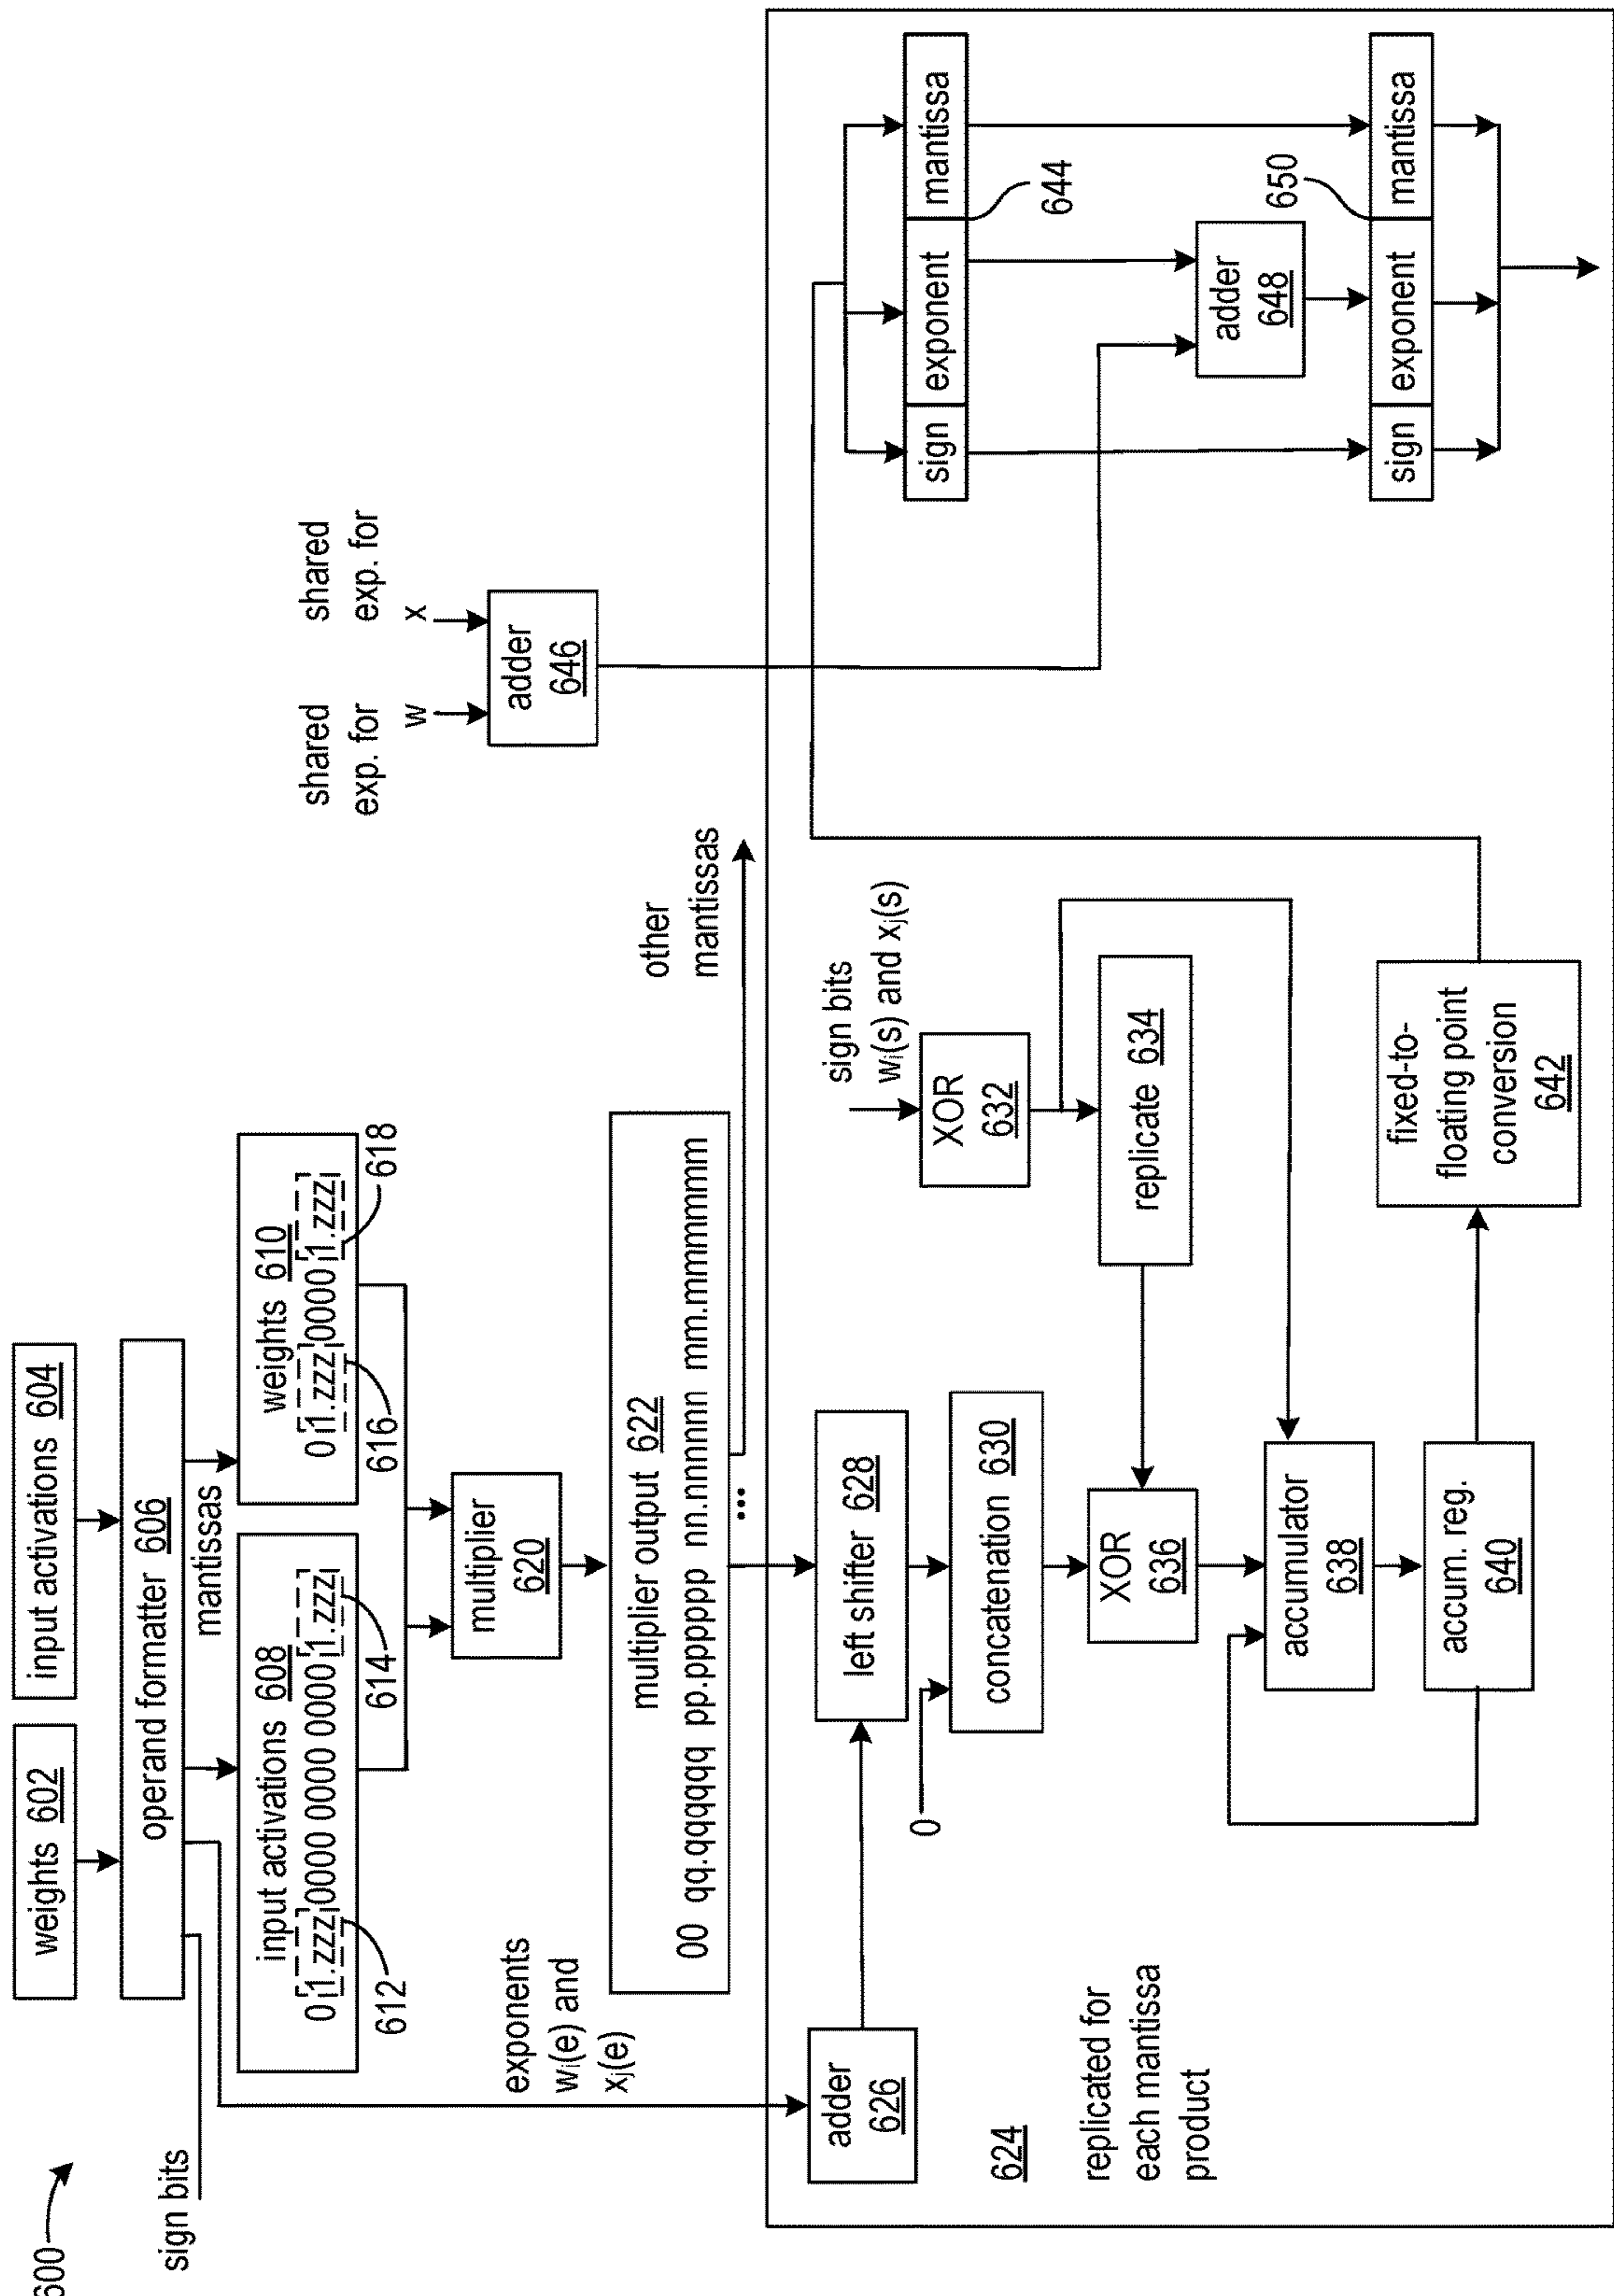 600
weights 602
input activations 604
operand formatter 606
sign bits
mantissas
input activations 608
0 1.zzz 0000 0000 0000 1.zzz
612
614
weights 610
0 1.zzz 0000 1.zzz
616
618
multiplier
620
exponents
wi(e) and
xj(e)
multiplier output 622
00 qq.qqqqqq pp.pppppp nn.nnnnnn mm.mmmmmm
...
other
mantissas
shared
exp. for
w
shared
exp. for
x
adder
646
adder
626
624
replicated for
each mantissa
product
left shifter 628
0
concatenation 630
sign bits
wi(s) and xj(s)
XOR
632
replicate 634
XOR
636
accumulator
638
accum. reg.
640
fixed-to-
floating point
conversion
642
sign
exponent
mantissa
644
adder
648
650
sign
exponent
mantissa